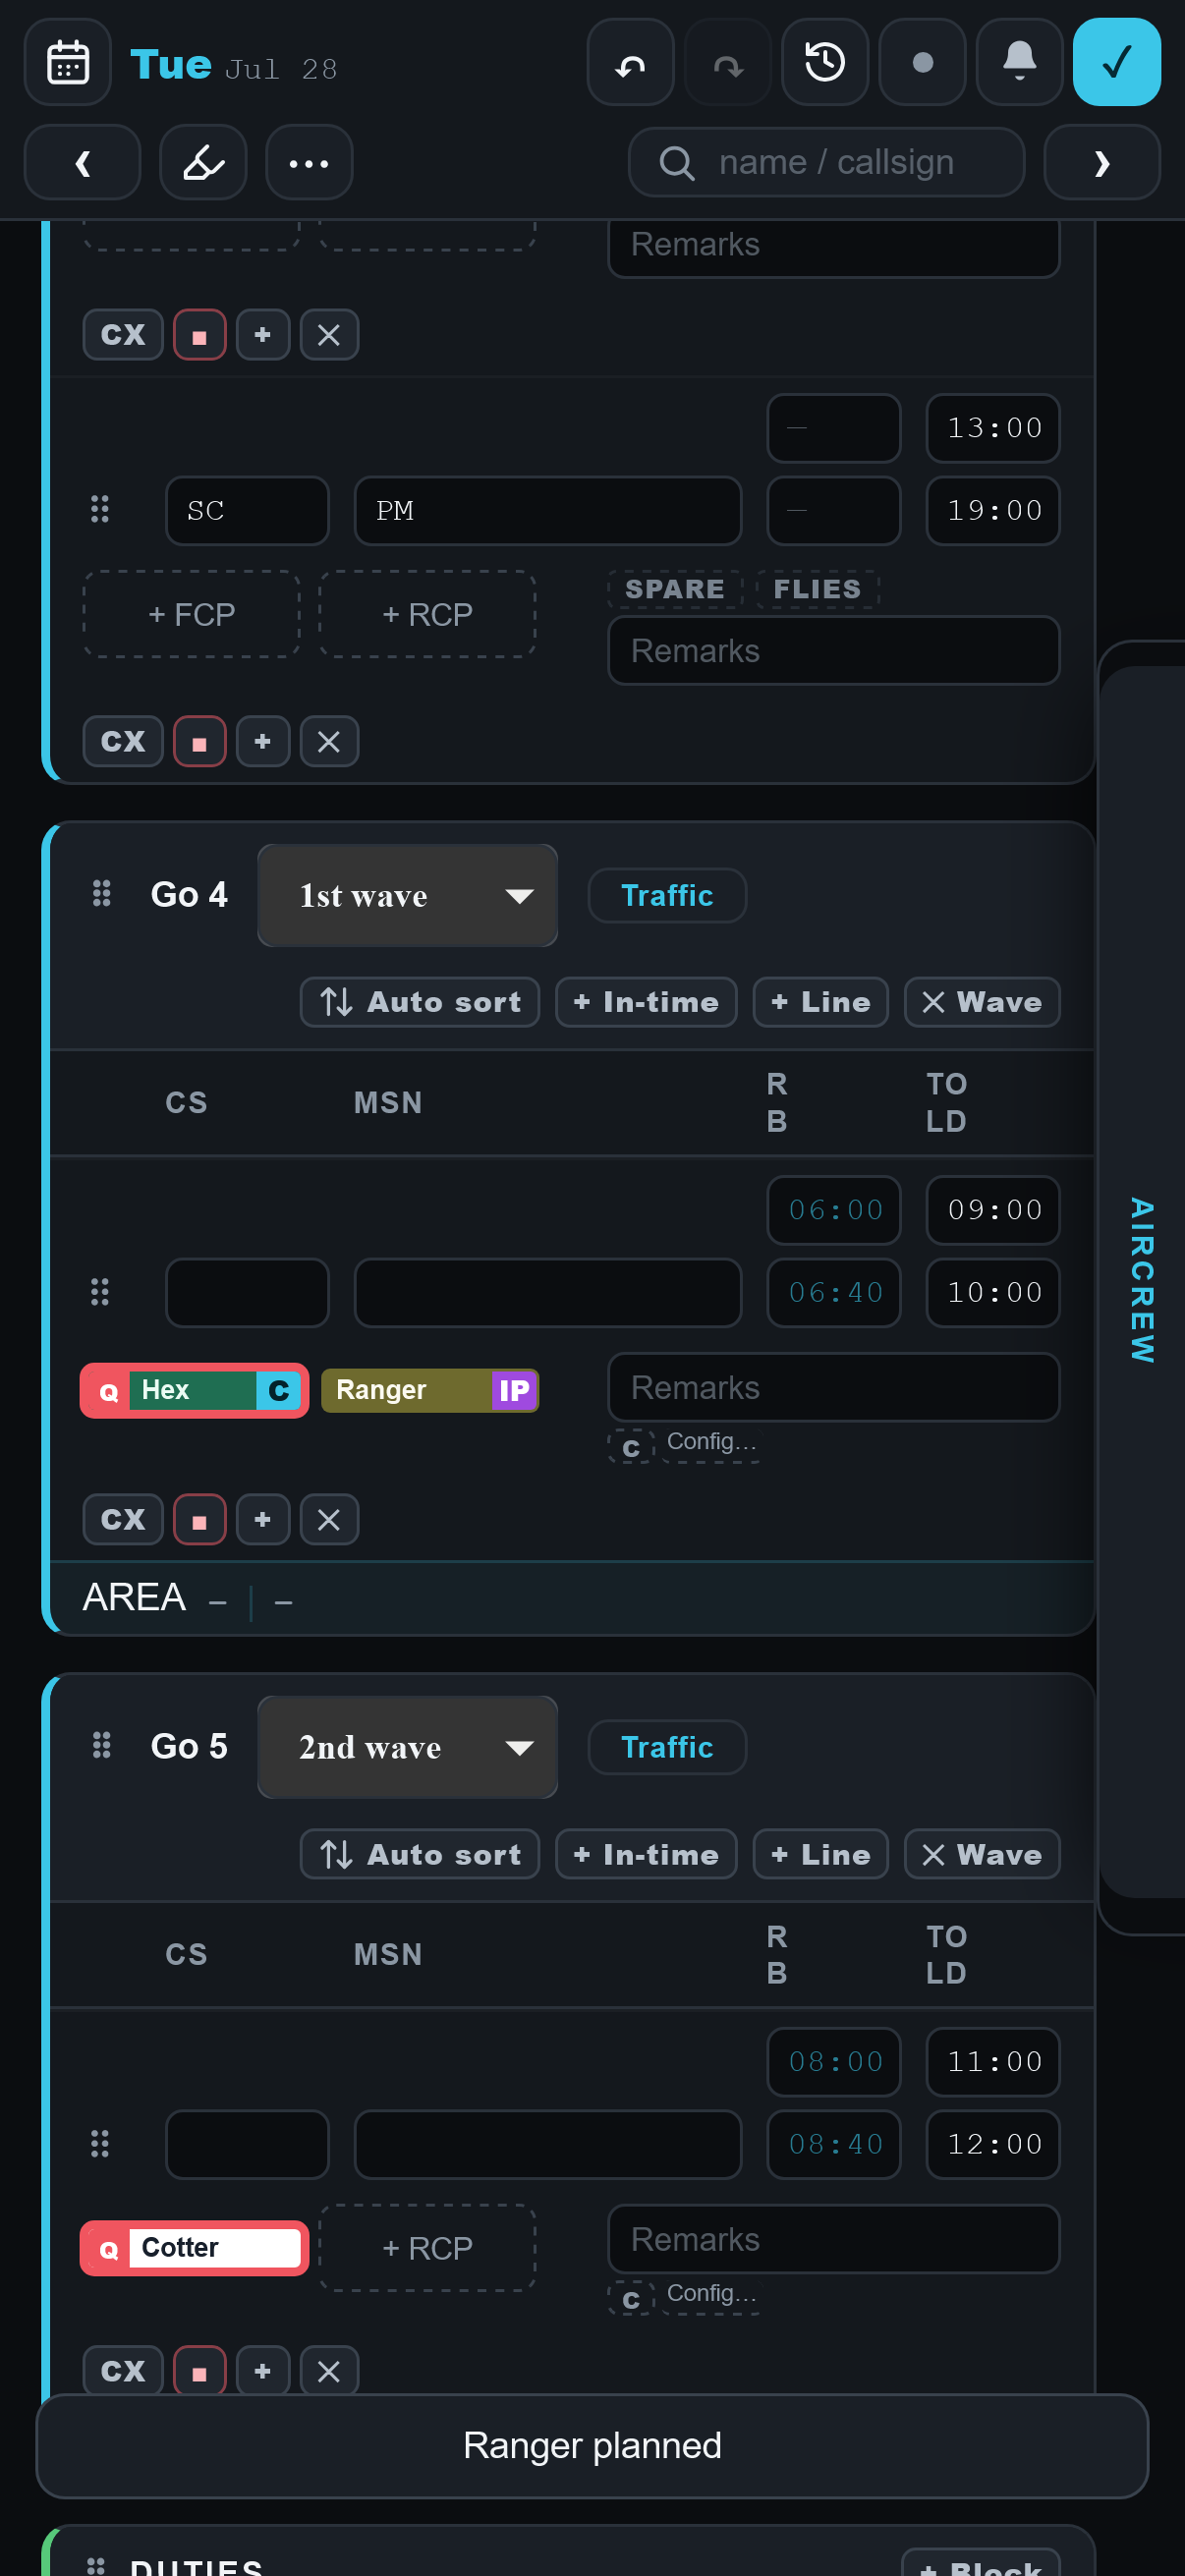 Tue Jul 28
name / callsign
Remarks
CX +
13:00
SC PM — 19:00
—
+ FCP + RCP SPARE FLIES
Remarks
CX +
Go 4 1st wave Traffic
Auto sort + In-time + Line Wave
CS MSN R TO
B LD
06:00 09:00
06:40 10:00
Q Hex C Ranger IP Remarks
C Config...
CX +
AREA – | –
Go 5 2nd wave Traffic
Auto sort + In-time + Line Wave
CS MSN R TO
B LD
08:00 11:00
08:40 12:00
Q Cotter + RCP Remarks
C Config...
CX +
Ranger planned
DUTIES + Block
AIRCREW